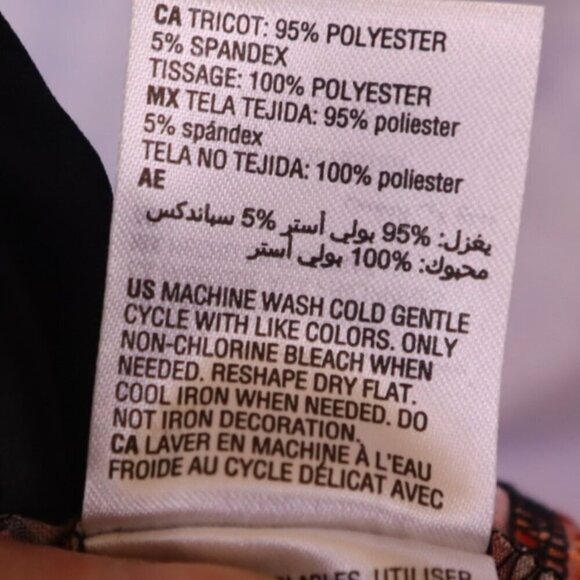 CA TRICOT: 95% POLYESTER
5% SPANDEX
TISSAGE: 100% POLYESTER
MX TELA TEJIDA: 95% poliester
5% spándex
TELA NO TEJIDA: 100% poliester
AE
يغزل: 95% بولي أستر 5% سباندكس
محبوك: 100% بولي أستر
US MACHINE WASH COLD GENTLE
CYCLE WITH LIKE COLORS. ONLY
NON-CHLORINE BLEACH WHEN
NEEDED. RESHAPE DRY FLAT.
COOL IRON WHEN NEEDED. DO
NOT IRON DECORATION.
CA LAVER EN MACHINE À L'EAU
FROIDE AU CYCLE DÉLICAT AVEC
UTILISER